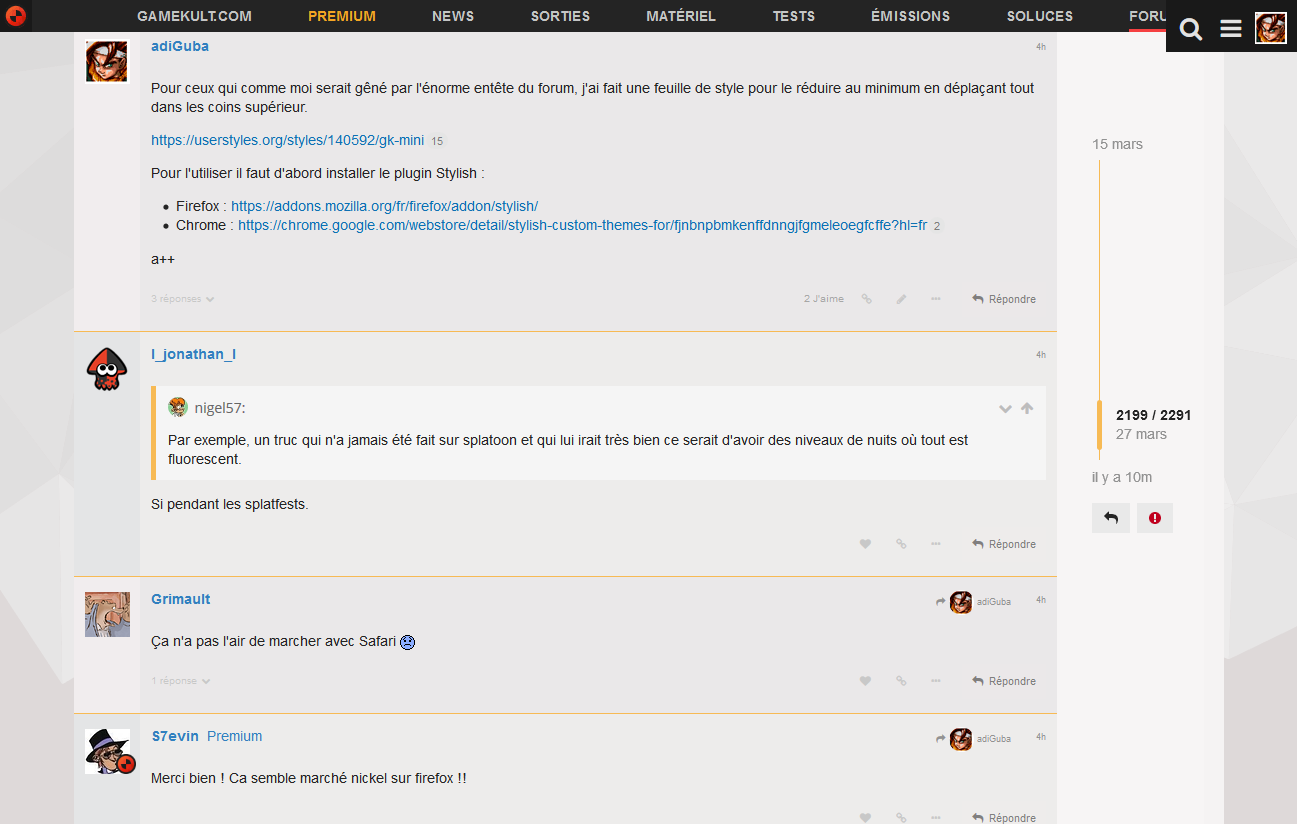 GAMEKULT.COM PREMIUM NEWS SORTIES MATÉRIEL TESTS ÉMISSIONS SOLUCES FORU
adiGuba 4h
Pour ceux qui comme moi serait gêné par l'énorme entête du forum, j'ai fait une feuille de style pour le réduire au minimum en déplaçant tout
dans les coins supérieur.
https://userstyles.org/styles/140592/gk-mini 15
Pour l'utiliser il faut d'abord installer le plugin Stylish :
Firefox : https://addons.mozilla.org/fr/firefox/addon/stylish/
Chrome : https://chrome.google.com/webstore/detail/stylish-custom-themes-for/fjnbnpbmkenffdnngjfgmeleoegfcffe?hl=fr 2
a++
3 réponses 2 J'aime Répondre
l_jonathan_l 4h
nigel57:
Par exemple, un truc qui n'a jamais été fait sur splatoon et qui lui irait très bien ce serait d'avoir des niveaux de nuits où tout est
fluorescent.
Si pendant les splatfests.
Répondre
Grimault adiGuba 4h
Ça n'a pas l'air de marcher avec Safari
1 réponse Répondre
S7evin Premium adiGuba 4h
Merci bien ! Ca semble marché nickel sur firefox !!
Répondre
15 mars
2199 / 2291
27 mars
il y a 10m